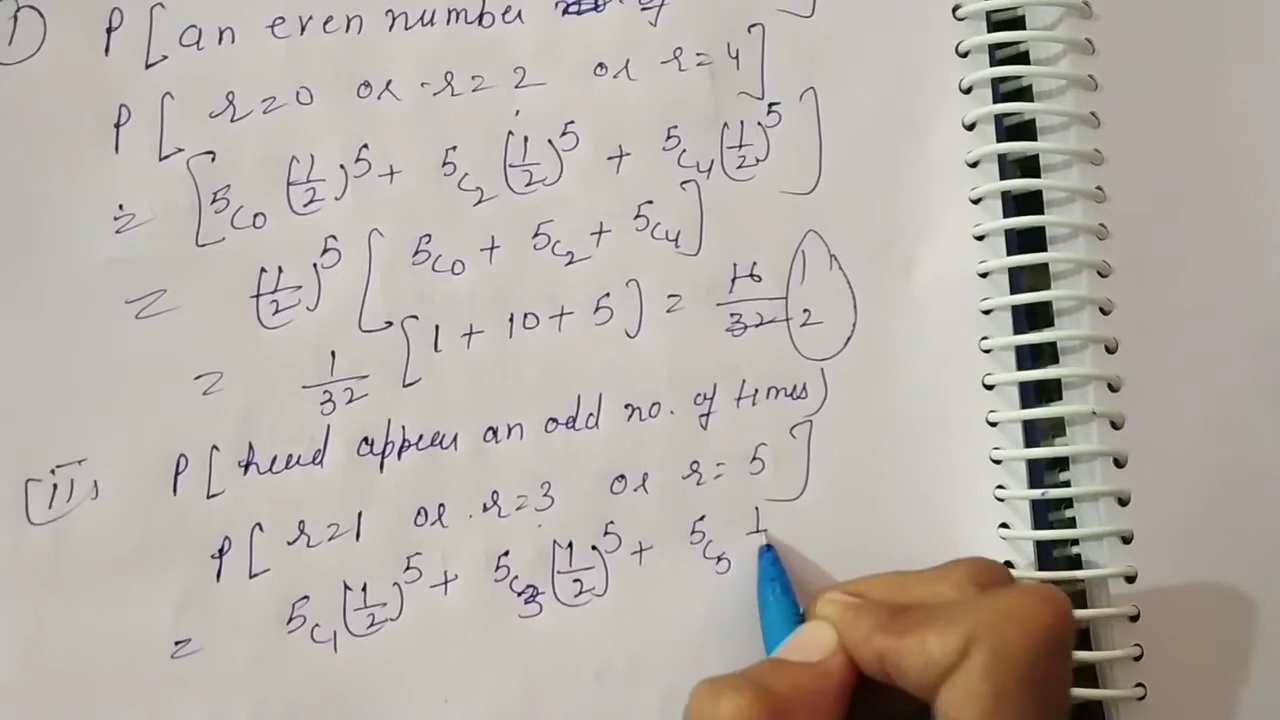 P [ an even number of ]
P [ r=0 or r=2 or r=4 ]
= [ 5C0 (1/2)^5 + 5C2 (1/2)^5 + 5C4 (1/2)^5 ]
= (1/2)^5 [ 5C0 + 5C2 + 5C4 ]
= 1/32 [ 1 + 10 + 5 ] = 16/32 1/2
(ii) P [ head appear an odd no. of times )
P [ r=1 or r=3 or r=5 ]
= 5C1 (1/2)^5 + 5C3 (1/2)^5 + 5C5 1